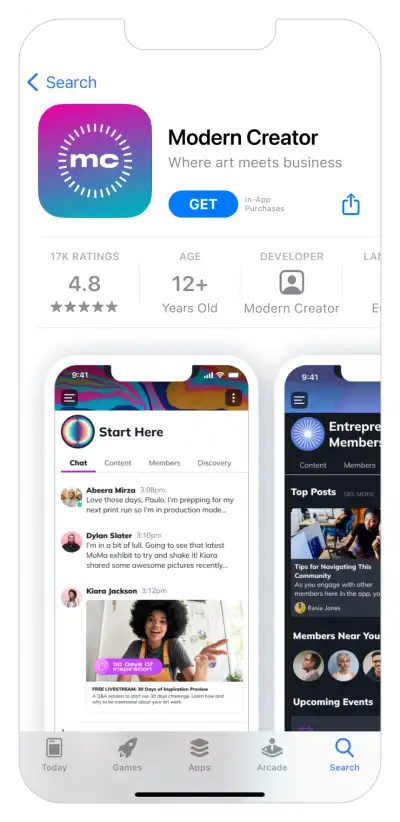 Search
mc
Modern Creator
Where art meets business
GET
In-App
Purchases
17K RATINGS
4.8
AGE
12+
Years Old
DEVELOPER
Modern Creator
LAN
E
9:41
Start Here
Chat Content Members Discovery
Abeera Mirza 3:08pm
Love those days, Paulo. I'm prepping for my
next print run so I'm in production mode...
Dylan Slater 3:10pm
I'm in a bit of lull. Going to see that latest
MoMa exhibit to try and shake it! Kiara
shared some awesome pictures recently...
Kiara Jackson 3:12pm
90 Days Of
Inspiration
FREE LIVESTREAM: 30 Days of Inspiration Preview
A Q&A session to start our 30 days challenge. Learn how and
why to be intentional about your art work.
9:41
Entrepre
Members
Content Members
Top Posts SEE MORE
Tips for Navigating This
Community
As you engage with other
members here in the app, yo
Rania Jones
Members Near You
Upcoming Events
Today Games Apps Arcade Search